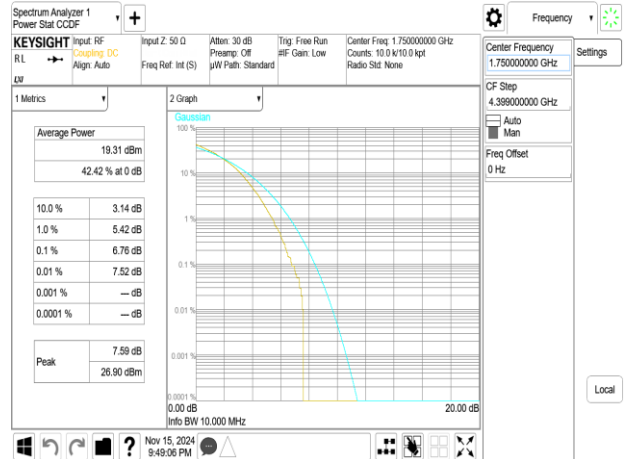 Spectrum Analyzer 1
Power Stat CCDF
Frequency
KEYSIGHT
RL
LXI
Input: RF
Coupling: DC
Align: Auto
Input Z: 50 Ω
Freq Ref: Int (S)
Atten: 30 dB
Preamp: Off
µW Path: Standard
Trig: Free Run
#IF Gain: Low
Center Freq: 1.750000000 GHz
Counts: 10.0 k/10.0 kpt
Radio Std: None
Center Frequency
1.750000000 GHz
Settings
CF Step
4.399000000 GHz
Auto
Man
Freq Offset
0 Hz
Local
1 Metrics
Average Power
19.31 dBm
42.42 % at 0 dB
10.0 % 3.14 dB
1.0 % 5.42 dB
0.1 % 6.76 dB
0.01 % 7.52 dB
0.001 % --- dB
0.0001 % --- dB
Peak
7.59 dB
26.90 dBm
2 Graph
Gaussian
100 %
10 %
1 %
0.1 %
0.01 %
0.001 %
0.0001 %
0.00 dB
20.00 dB
Info BW 10.000 MHz
?
Nov 15, 2024
9:49:06 PM